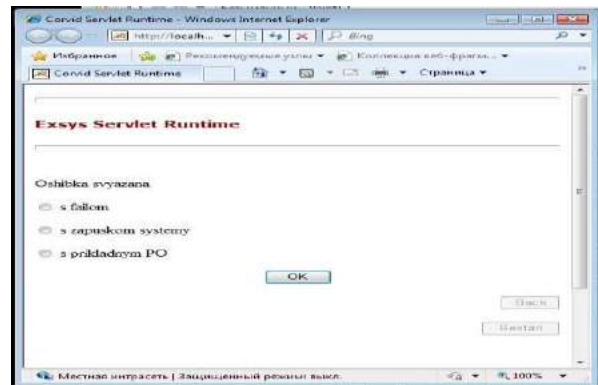 Corvid Servlet Runtime - Windows Internet Explorer
http://localh... Bing
Избранное Рекомендуемые узлы Коллекция веб-фрагм...
Corvid Servlet Runtime Страница
Exsys Servlet Runtime
Oshibka svyazana
s failom
s zapuskom systemy
s prikladnym PO
OK
Back
Restart
Местная интрасеть | Защищенный режим: выкл. 100%